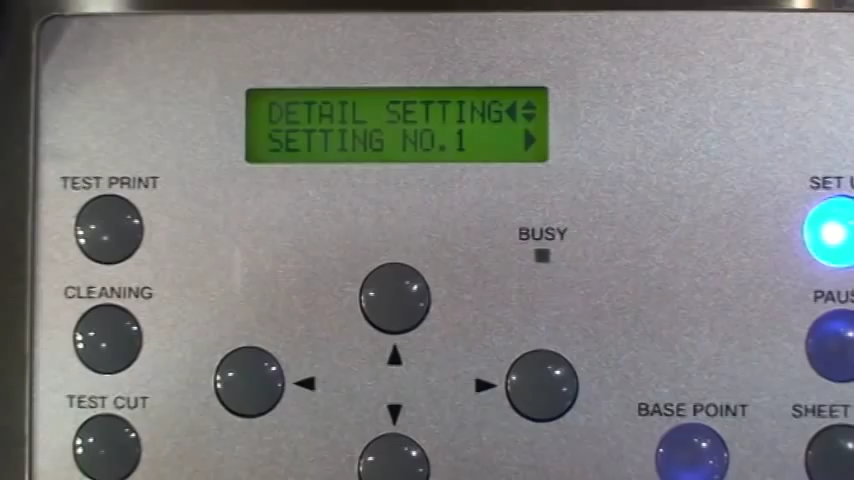 DETAIL SETTING◀♦
SETTING NO.1 ▶
TEST PRINT
SET U
BUSY
CLEANING
PAUS
TEST CUT
BASE POINT
SHEET